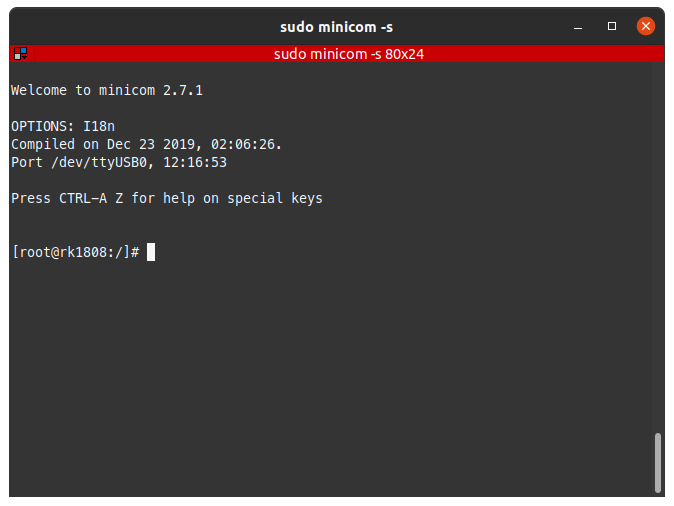 sudo minicom -s
sudo minicom -s 80x24
Welcome to minicom 2.7.1
OPTIONS: I18n
Compiled on Dec 23 2019, 02:06:26.
Port /dev/ttyUSB0, 12:16:53
Press CTRL-A Z for help on special keys
[root@rk1808:/]#